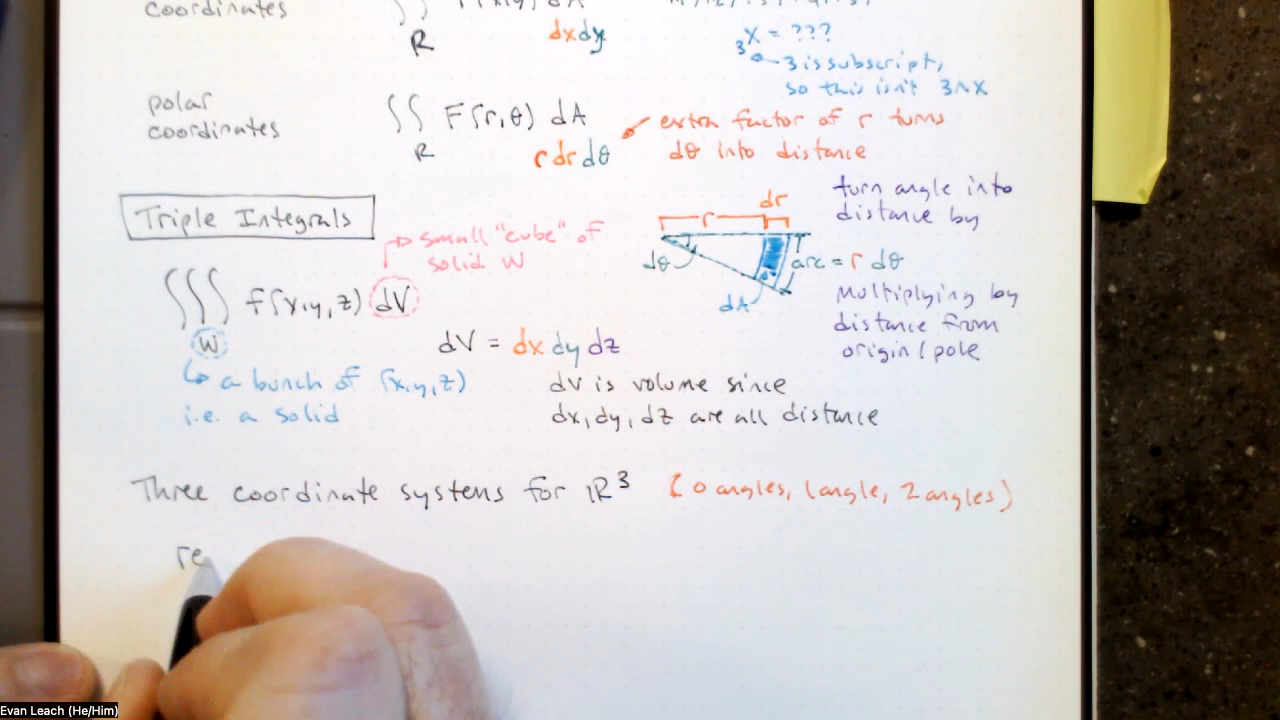 coordinates
R
dxdy
₃X = ???
3 is subscript,
so this isn't 3^X
polar
coordinates
∬ F(r,θ) dA
R
r dr dθ
extra factor of r turns
dθ into distance
Triple Integrals
small "cube" of
solid W
∭ f(x,y,z) dV
W
a bunch of (x,y,z)
i.e. a solid
dV = dx dy dz
dV is volume since
dx, dy, dz are all distance
dr
r
dθ
arc = r dθ
dA
turn angle into
distance by
Multiplying by
distance from
origin/pole
Three coordinate systems for ℝ³ (0 angles, 1 angle, 2 angles)
re
Evan Leach (He/Him)